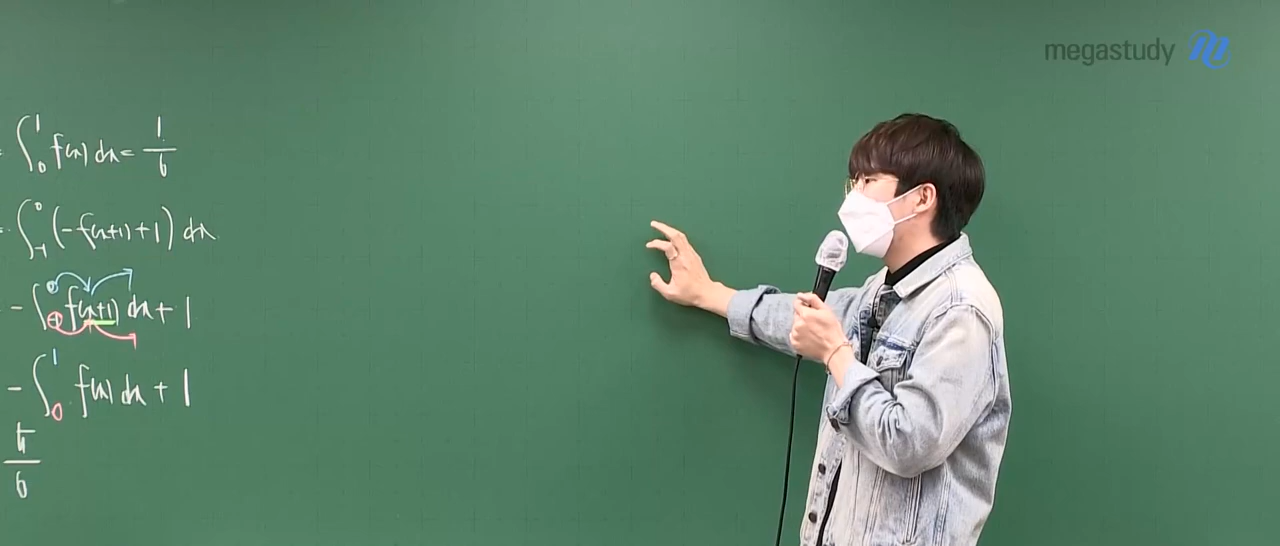 megastudy
= ∫₀¹ f(x) dx = 1/6
= ∫₋₁⁰ (-f(x+1)+1) dx
- ∫₋₁⁰ f(x+1) dx + 1
- ∫₀¹ f(x) dx + 1
5/6